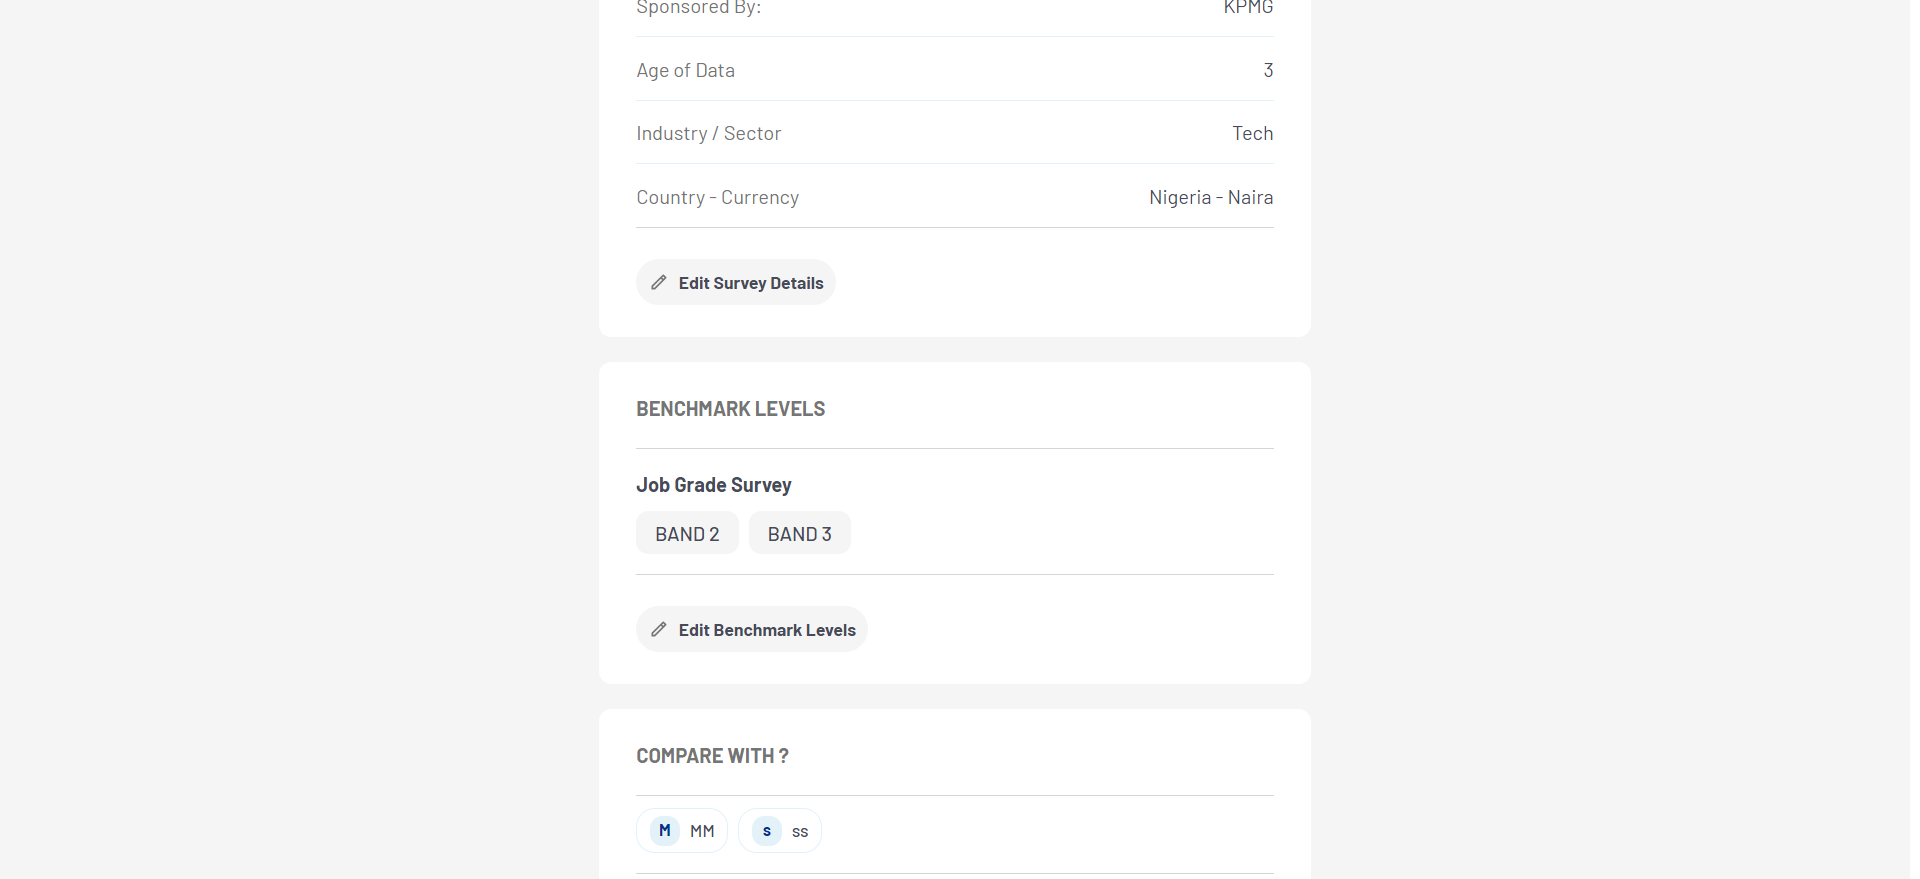 Sponsored By: KPMG
Age of Data 3
Industry / Sector Tech
Country - Currency Nigeria - Naira
Edit Survey Details
BENCHMARK LEVELS
Job Grade Survey
BAND 2 BAND 3
Edit Benchmark Levels
COMPARE WITH ?
M MM s ss